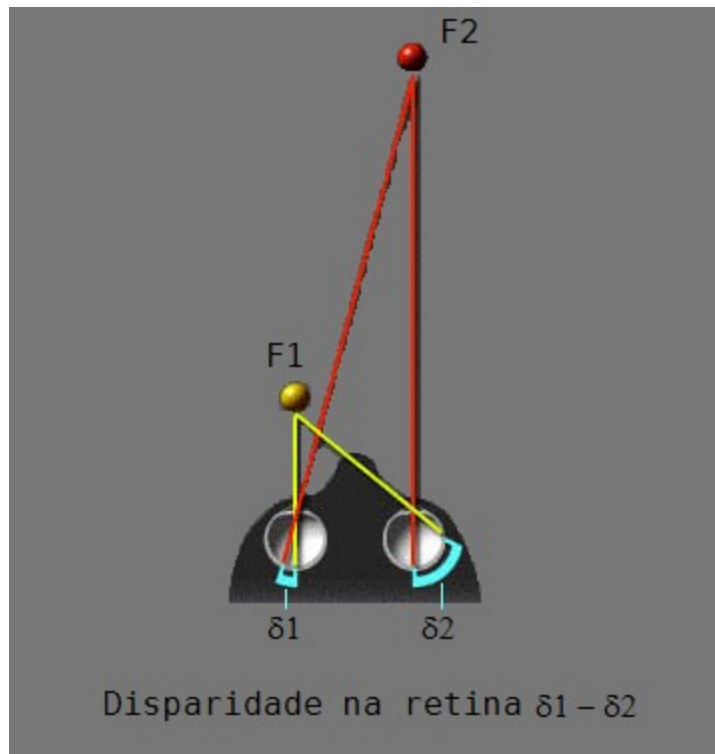 F2
F1
δ1
δ2
Disparidade na retina δ1 – δ2